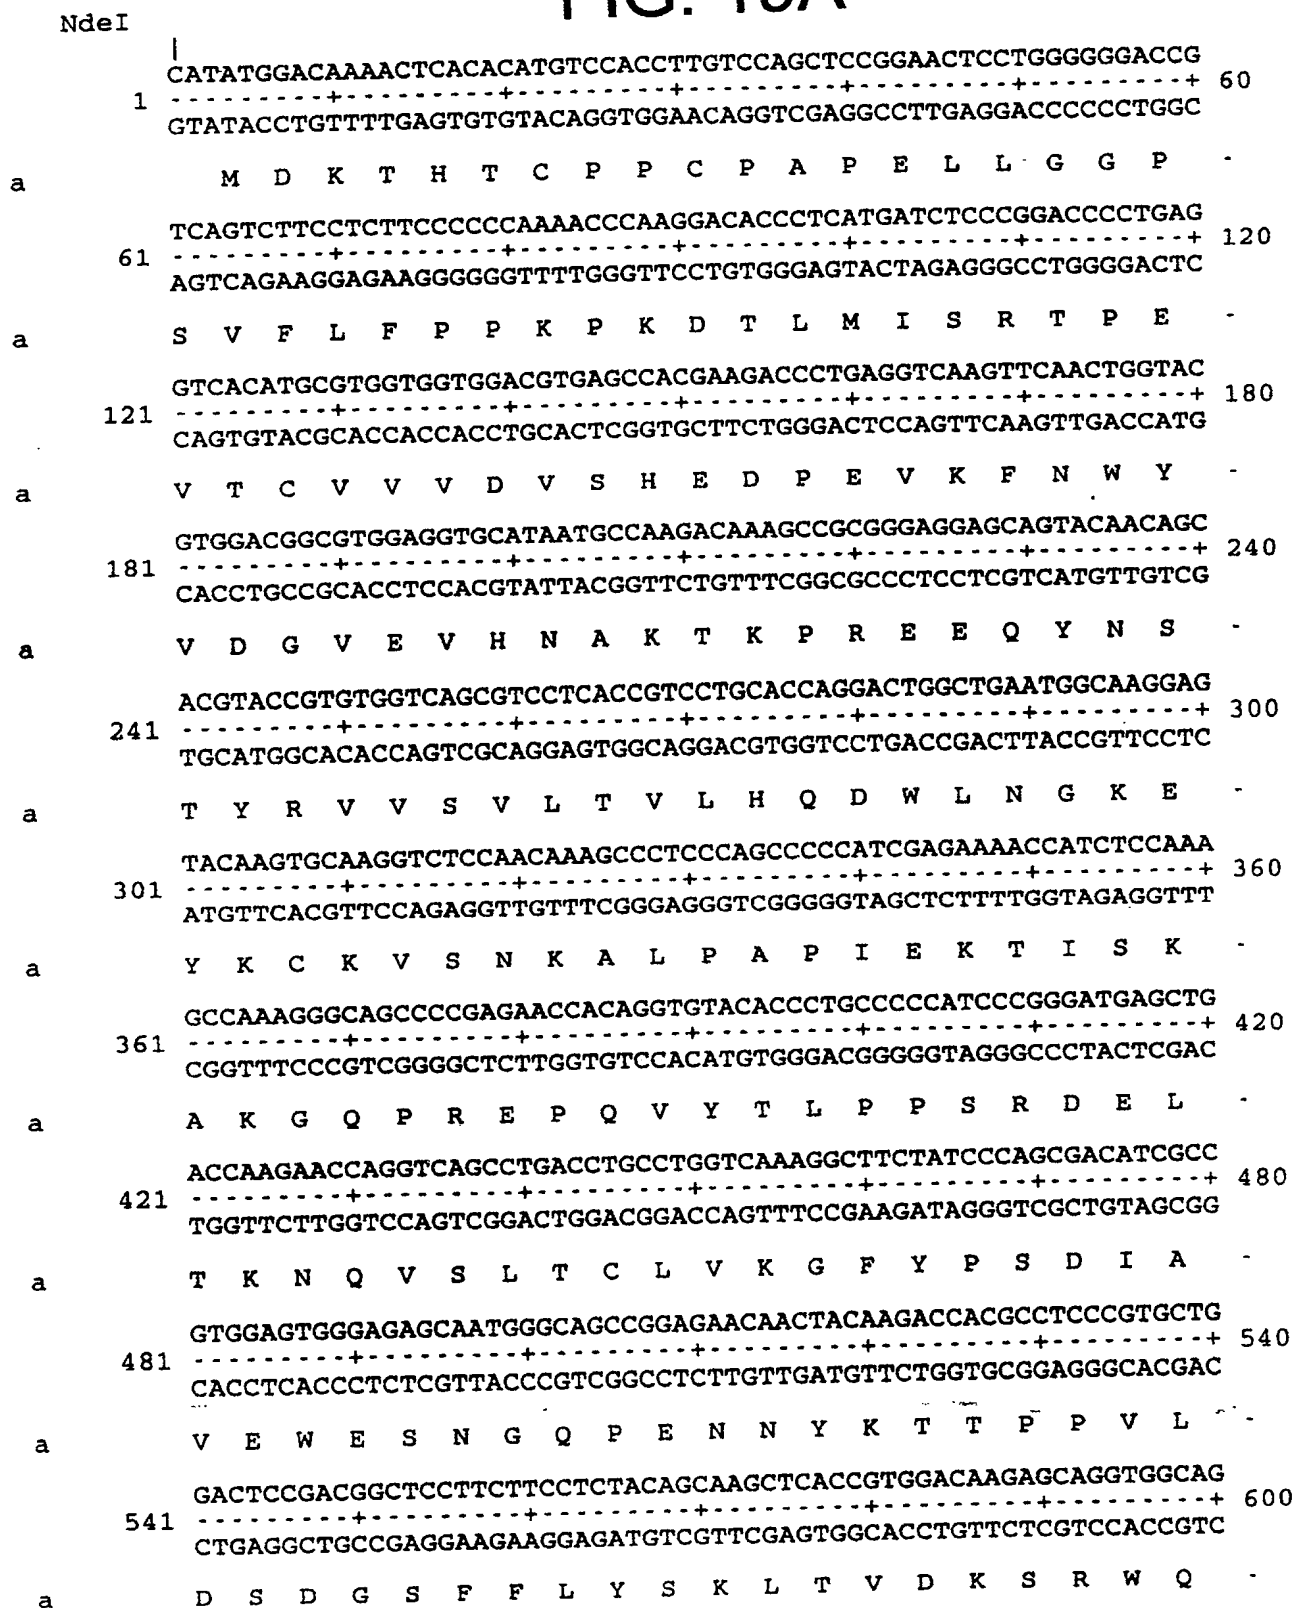 FIG. 10A
NdeI
|
CATATGGACAAAACTCACACATGTCCACCTTGTCCAGCTCCGGAACTCCTGGGGGGACCG
1 ---------+---------+---------+---------+---------+---------+ 60
GTATACCTGTTTTGAGTGTGTACAGGTGGAACAGGTCGAGGCCTTGAGGACCCCCCTGGC
a M D K T H T C P P C P A P E L L G G P -
TCAGTCTTCCTCTTCCCCCCAAAACCCAAGGACACCCTCATGATCTCCCGGACCCCTGAG
61 ---------+---------+---------+---------+---------+---------+ 120
AGTCAGAAGGAGAAGGGGGGTTTTGGGTTCCTGTGGGAGTACTAGAGGGCCTGGGGACTC
a S V F L F P P K P K D T L M I S R T P E -
GTCACATGCGTGGTGGTGGACGTGAGCCACGAAGACCCTGAGGTCAAGTTCAACTGGTAC
121 ---------+---------+---------+---------+---------+---------+ 180
CAGTGTACGCACCACCACCTGCACTCGGTGCTTCTGGGACTCCAGTTCAAGTTGACCATG
a V T C V V V D V S H E D P E V K F N W Y -
GTGGACGGCGTGGAGGTGCATAATGCCAAGACAAAGCCGCGGGAGGAGCAGTACAACAGC
181 ---------+---------+---------+---------+---------+---------+ 240
CACCTGCCGCACCTCCACGTATTACGGTTCTGTTTCGGCGCCCTCCTCGTCATGTTGTCG
a V D G V E V H N A K T K P R E E Q Y N S -
ACGTACCGTGTGGTCAGCGTCCTCACCGTCCTGCACCAGGACTGGCTGAATGGCAAGGAG
241 ---------+---------+---------+---------+---------+---------+ 300
TGCATGGCACACCAGTCGCAGGAGTGGCAGGACGTGGTCCTGACCGACTTACCGTTCCTC
a T Y R V V S V L T V L H Q D W L N G K E -
TACAAGTGCAAGGTCTCCAACAAAGCCCTCCCAGCCCCCATCGAGAAAACCATCTCCAAA
301 ---------+---------+---------+---------+---------+---------+ 360
ATGTTCACGTTCCAGAGGTTGTTTCGGGAGGGTCGGGGGTAGCTCTTTTGGTAGAGGTTT
a Y K C K V S N K A L P A P I E K T I S K -
GCCAAAGGGCAGCCCCGAGAACCACAGGTGTACACCCTGCCCCCATCCCGGGATGAGCTG
361 ---------+---------+---------+---------+---------+---------+ 420
CGGTTTCCCGTCGGGGCTCTTGGTGTCCACATGTGGGACGGGGGTAGGGCCCTACTCGAC
a A K G Q P R E P Q V Y T L P P S R D E L -
ACCAAGAACCAGGTCAGCCTGACCTGCCTGGTCAAAGGCTTCTATCCCAGCGACATCGCC
421 ---------+---------+---------+---------+---------+---------+ 480
TGGTTCTTGGTCCAGTCGGACTGGACGGACCAGTTTCCGAAGATAGGGTCGCTGTAGCGG
a T K N Q V S L T C L V K G F Y P S D I A -
GTGGAGTGGGAGAGCAATGGGCAGCCGGAGAACAACTACAAGACCACGCCTCCCGTGCTG
481 ---------+---------+---------+---------+---------+---------+ 540
CACCTCACCCTCTCGTTACCCGTCGGCCTCTTGTTGATGTTCTGGTGCGGAGGGCACGAC
a V E W E S N G Q P E N N Y K T T P P V L -
GACTCCGACGGCTCCTTCTTCCTCTACAGCAAGCTCACCGTGGACAAGAGCAGGTGGCAG
541 ---------+---------+---------+---------+---------+---------+ 600
CTGAGGCTGCCGAGGAAGAAGGAGATGTCGTTCGAGTGGCACCTGTTCTCGTCCACCGTC
a D S D G S F F L Y S K L T V D K S R W Q -